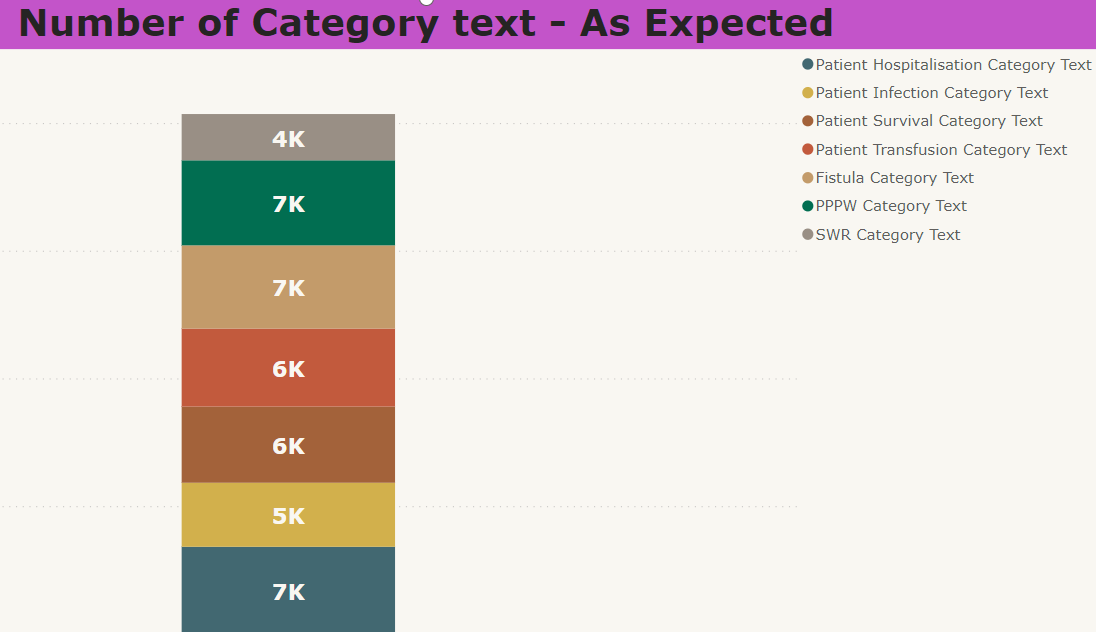 Number of Category text - As Expected
Patient Hospitalisation Category Text
Patient Infection Category Text
Patient Survival Category Text
Patient Transfusion Category Text
Fistula Category Text
PPPW Category Text
SWR Category Text
4K
7K
7K
6K
6K
5K
7K